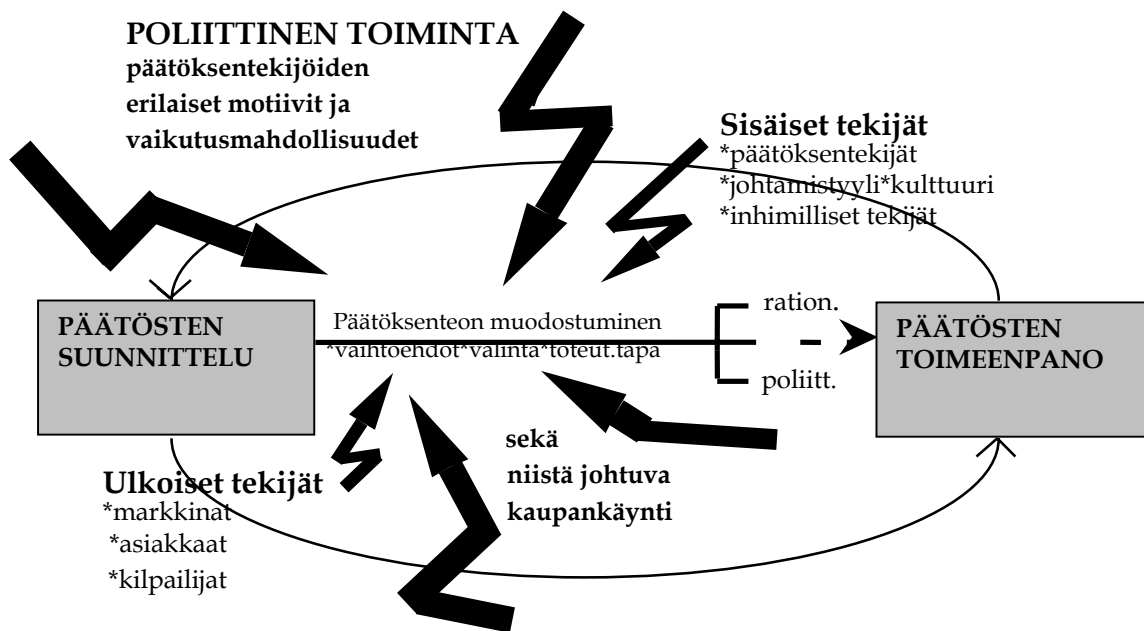 POLIITTINEN TOIMINTA
päätöksentekijöiden
erilaiset motiivit ja
vaikutusmahdollisuudet
Sisäiset tekijät
*päätöksentekijät
*johtamistyyli*kulttuuri
*inhimilliset tekijät
PÄÄTÖSTEN
SUUNNITTELU
Päätöksenteon muodostuminen
*vaihtoehdot*valinta*toteut.tapa
ration.
poliitt.
PÄÄTÖSTEN
TOIMEENPANO
Ulkoiset tekijät
*markkinat
*asiakkaat
*kilpailijat
sekä
niistä johtuva
kaupankäynti